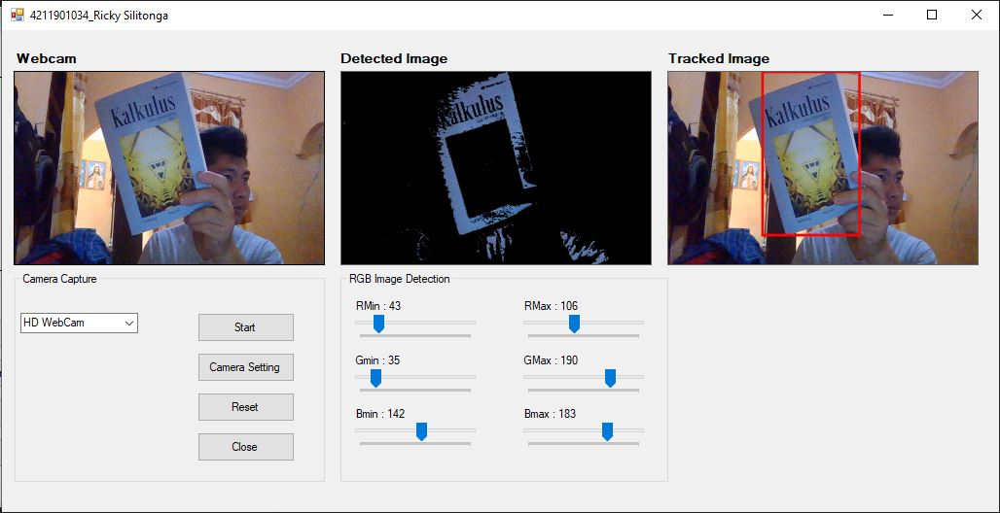 4211901034_Ricky Silitonga
Webcam
Detected Image
Tracked Image
Kalkulus
Kalkulus
Kalkulus
Camera Capture
HD WebCam
Start
Camera Setting
Reset
Close
RGB Image Detection
RMin : 43
RMax : 106
Gmin : 35
GMax : 190
Bmin : 142
Bmax : 183